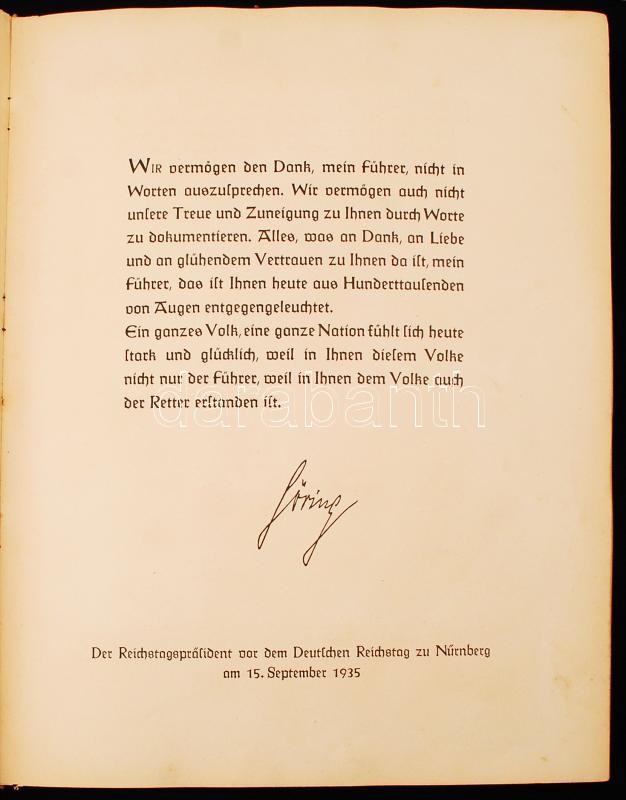 Wir vermögen den Dank, mein Führer, nicht in
Worten auszuſprechen. Wir vermögen auch nicht
unſere Treue und Zuneigung zu Ihnen durch Worte
zu dokumentieren. Alles, was an Dank, an Liebe
und an glühendem Vertrauen zu Ihnen da iſt, mein
Führer, das iſt Ihnen heute aus Hunderttauſenden
von Augen entgegengeleuchtet.
Ein ganzes Volk, eine ganze Nation fühlt ſich heute
ſtark und glücklich, weil in Ihnen dieſem Volke
nicht nur der Führer, weil in Ihnen dem Volke auch
der Retter erſtanden iſt.
darabanth
Göring
Der Reichstagspräſident vor dem Deutſchen Reichstag zu Nürnberg
am 15. September 1935